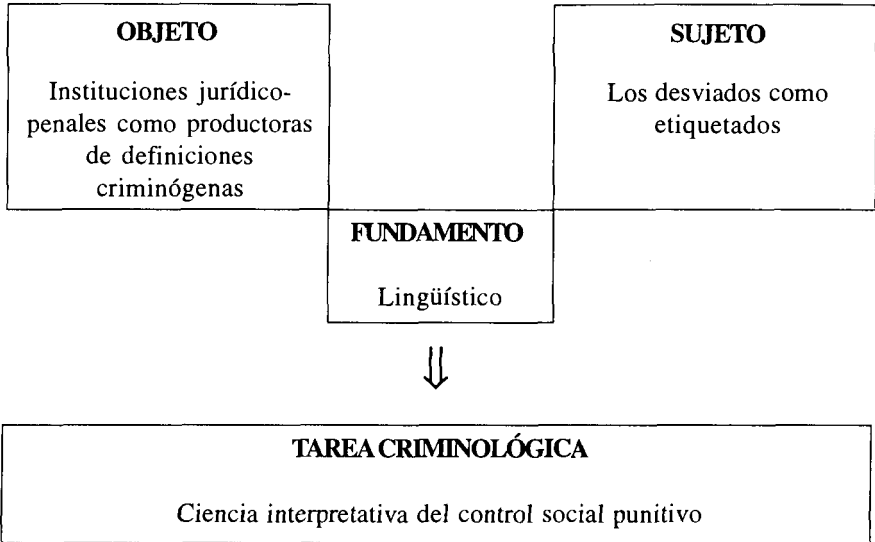 OBJETO
Instituciones jurídico-
penales como productoras
de definiciones
criminógenas
SUJETO
Los desviados como
etiquetados
FUNDAMENTO
Lingüístico
⇓
TAREA CRIMINOLÓGICA
Ciencia interpretativa del control social punitivo